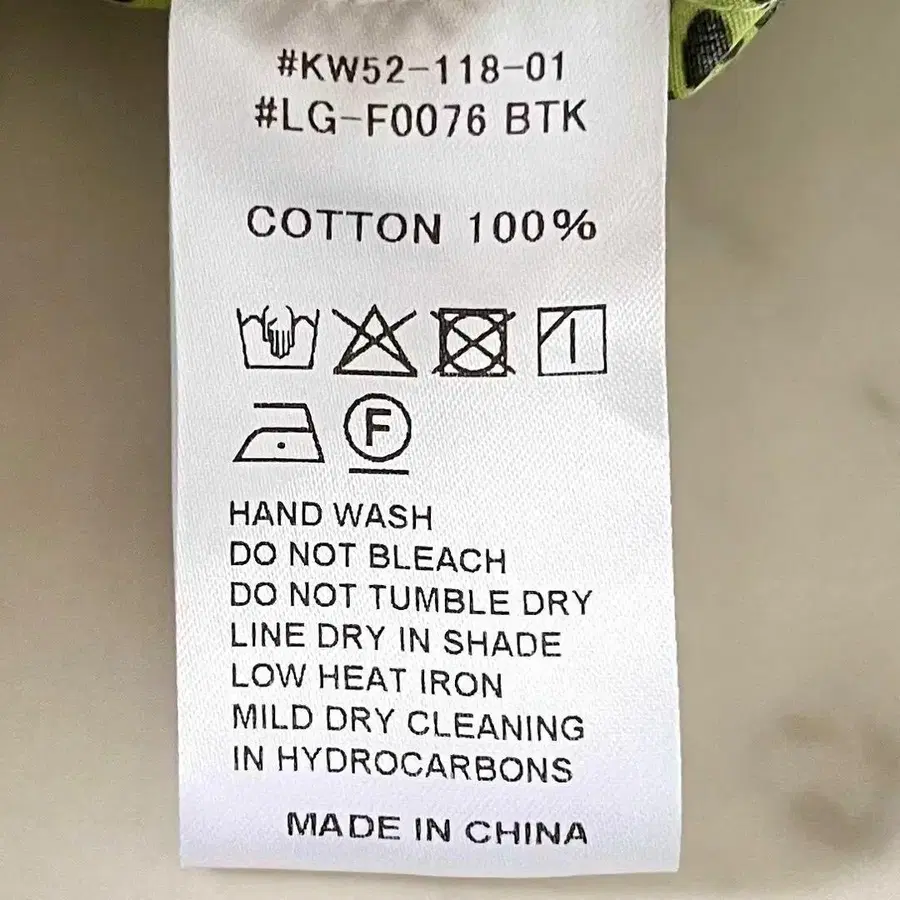 #KW52-118-01
#LG-F0076 BTK
COTTON 100%
F
HAND WASH
DO NOT BLEACH
DO NOT TUMBLE DRY
LINE DRY IN SHADE
LOW HEAT IRON
MILD DRY CLEANING
IN HYDROCARBONS
MADE IN CHINA